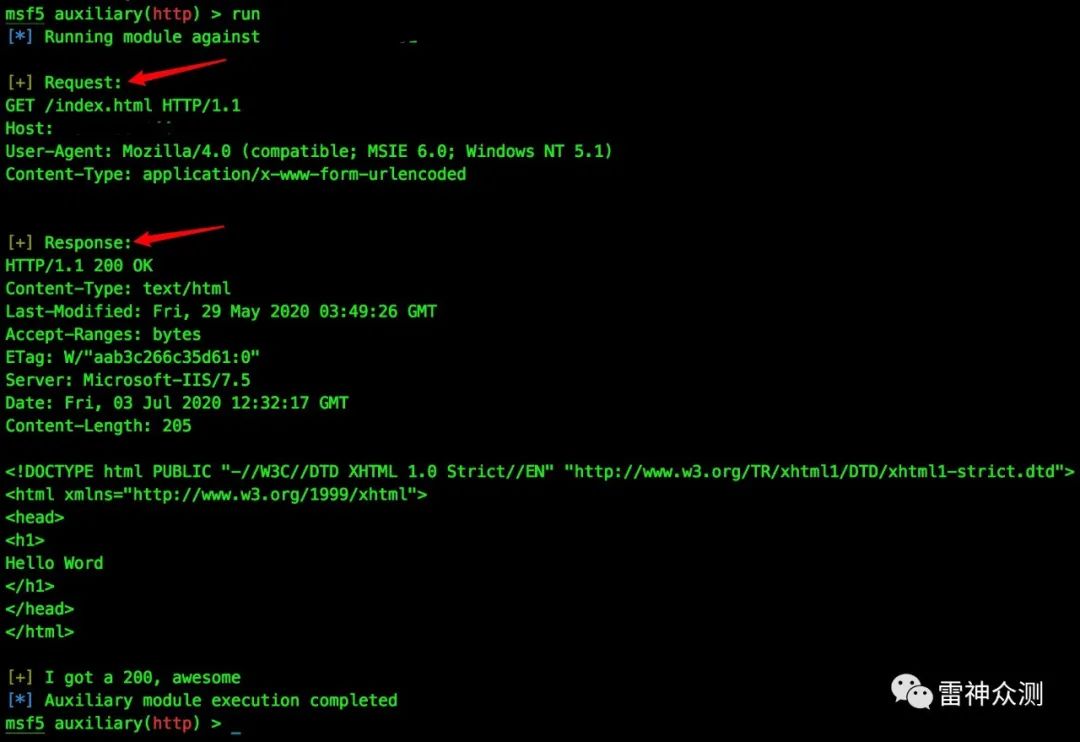 msf5 auxiliary(http) > run
[*] Running module against
[+] Request:
GET /index.html HTTP/1.1
Host:
User-Agent: Mozilla/4.0 (compatible; MSIE 6.0; Windows NT 5.1)
Content-Type: application/x-www-form-urlencoded
[+] Response:
HTTP/1.1 200 OK
Content-Type: text/html
Last-Modified: Fri, 29 May 2020 03:49:26 GMT
Accept-Ranges: bytes
ETag: W/"aab3c266c35d61:0"
Server: Microsoft-IIS/7.5
Date: Fri, 03 Jul 2020 12:32:17 GMT
Content-Length: 205
<!DOCTYPE html PUBLIC "-//W3C//DTD XHTML 1.0 Strict//EN" "http://www.w3.org/TR/xhtml1/DTD/xhtml1-strict.dtd">
<html xmlns="http://www.w3.org/1999/xhtml">
<head>
<h1>
Hello Word
</h1>
</head>
</html>
[+] I got a 200, awesome
[*] Auxiliary module execution completed
msf5 auxiliary(http) > _
雷神众测